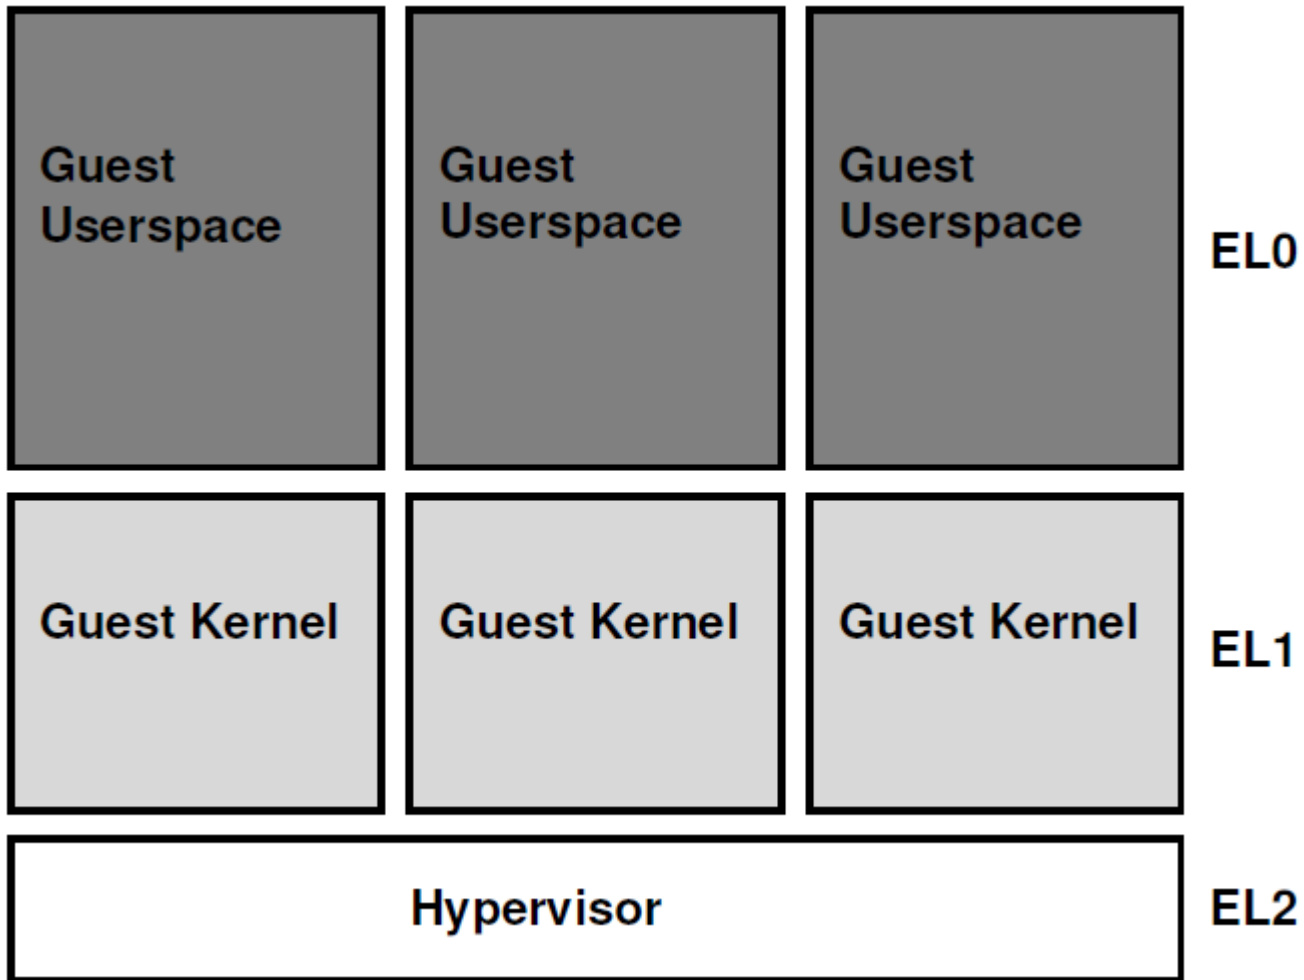 Guest
Userspace
Guest
Userspace
Guest
Userspace
EL0
Guest Kernel
Guest Kernel
Guest Kernel
EL1
Hypervisor
EL2